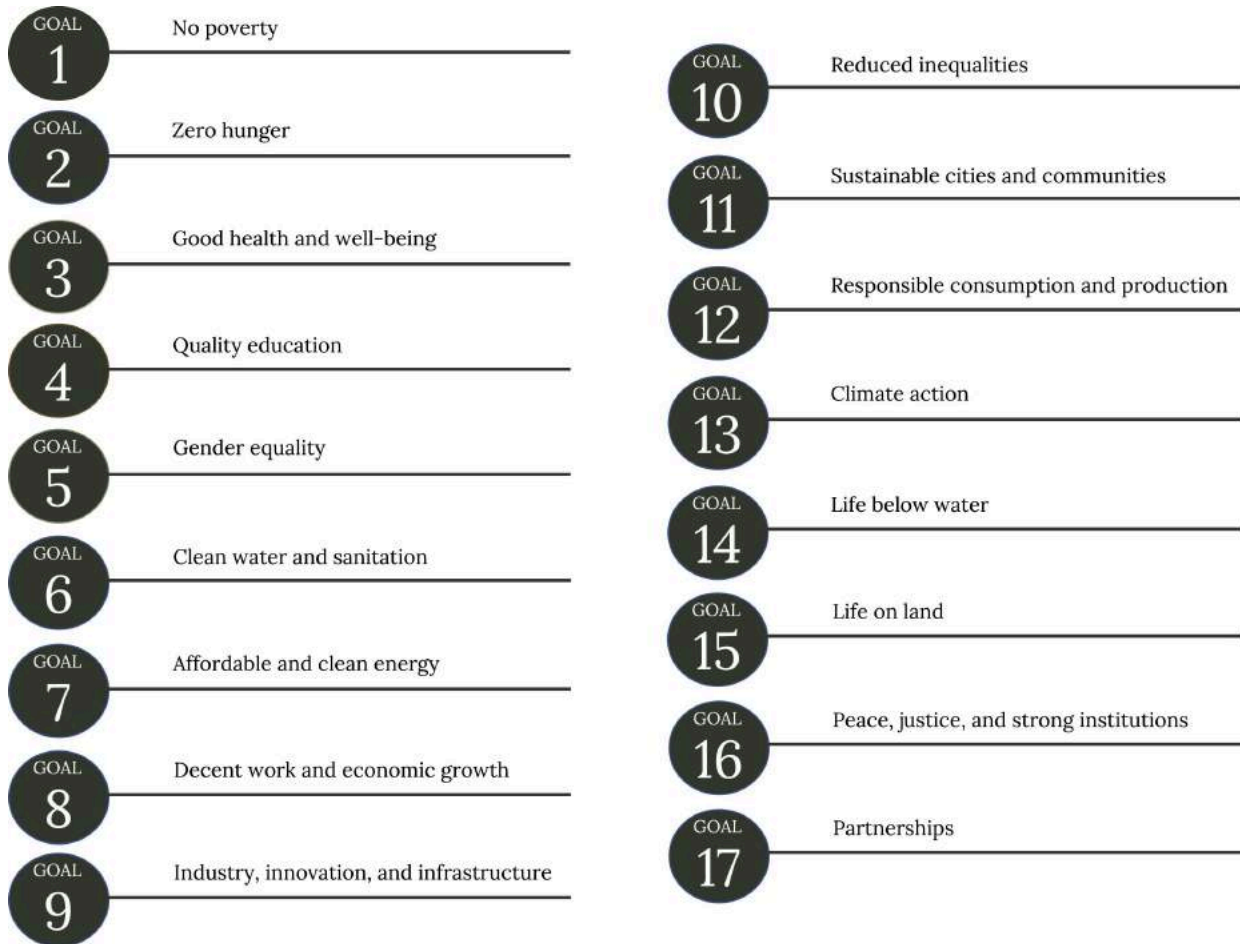 GOAL
1
No poverty
GOAL
2
Zero hunger
GOAL
3
Good health and well-being
GOAL
4
Quality education
GOAL
5
Gender equality
GOAL
6
Clean water and sanitation
GOAL
7
Affordable and clean energy
GOAL
8
Decent work and economic growth
GOAL
9
Industry, innovation, and infrastructure
GOAL
10
Reduced inequalities
GOAL
11
Sustainable cities and communities
GOAL
12
Responsible consumption and production
GOAL
13
Climate action
GOAL
14
Life below water
GOAL
15
Life on land
GOAL
16
Peace, justice, and strong institutions
GOAL
17
Partnerships